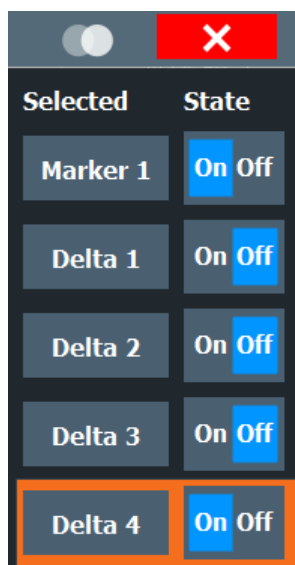 Selected State
Marker 1 On Off
Delta 1 On Off
Delta 2 On Off
Delta 3 On Off
Delta 4 On Off